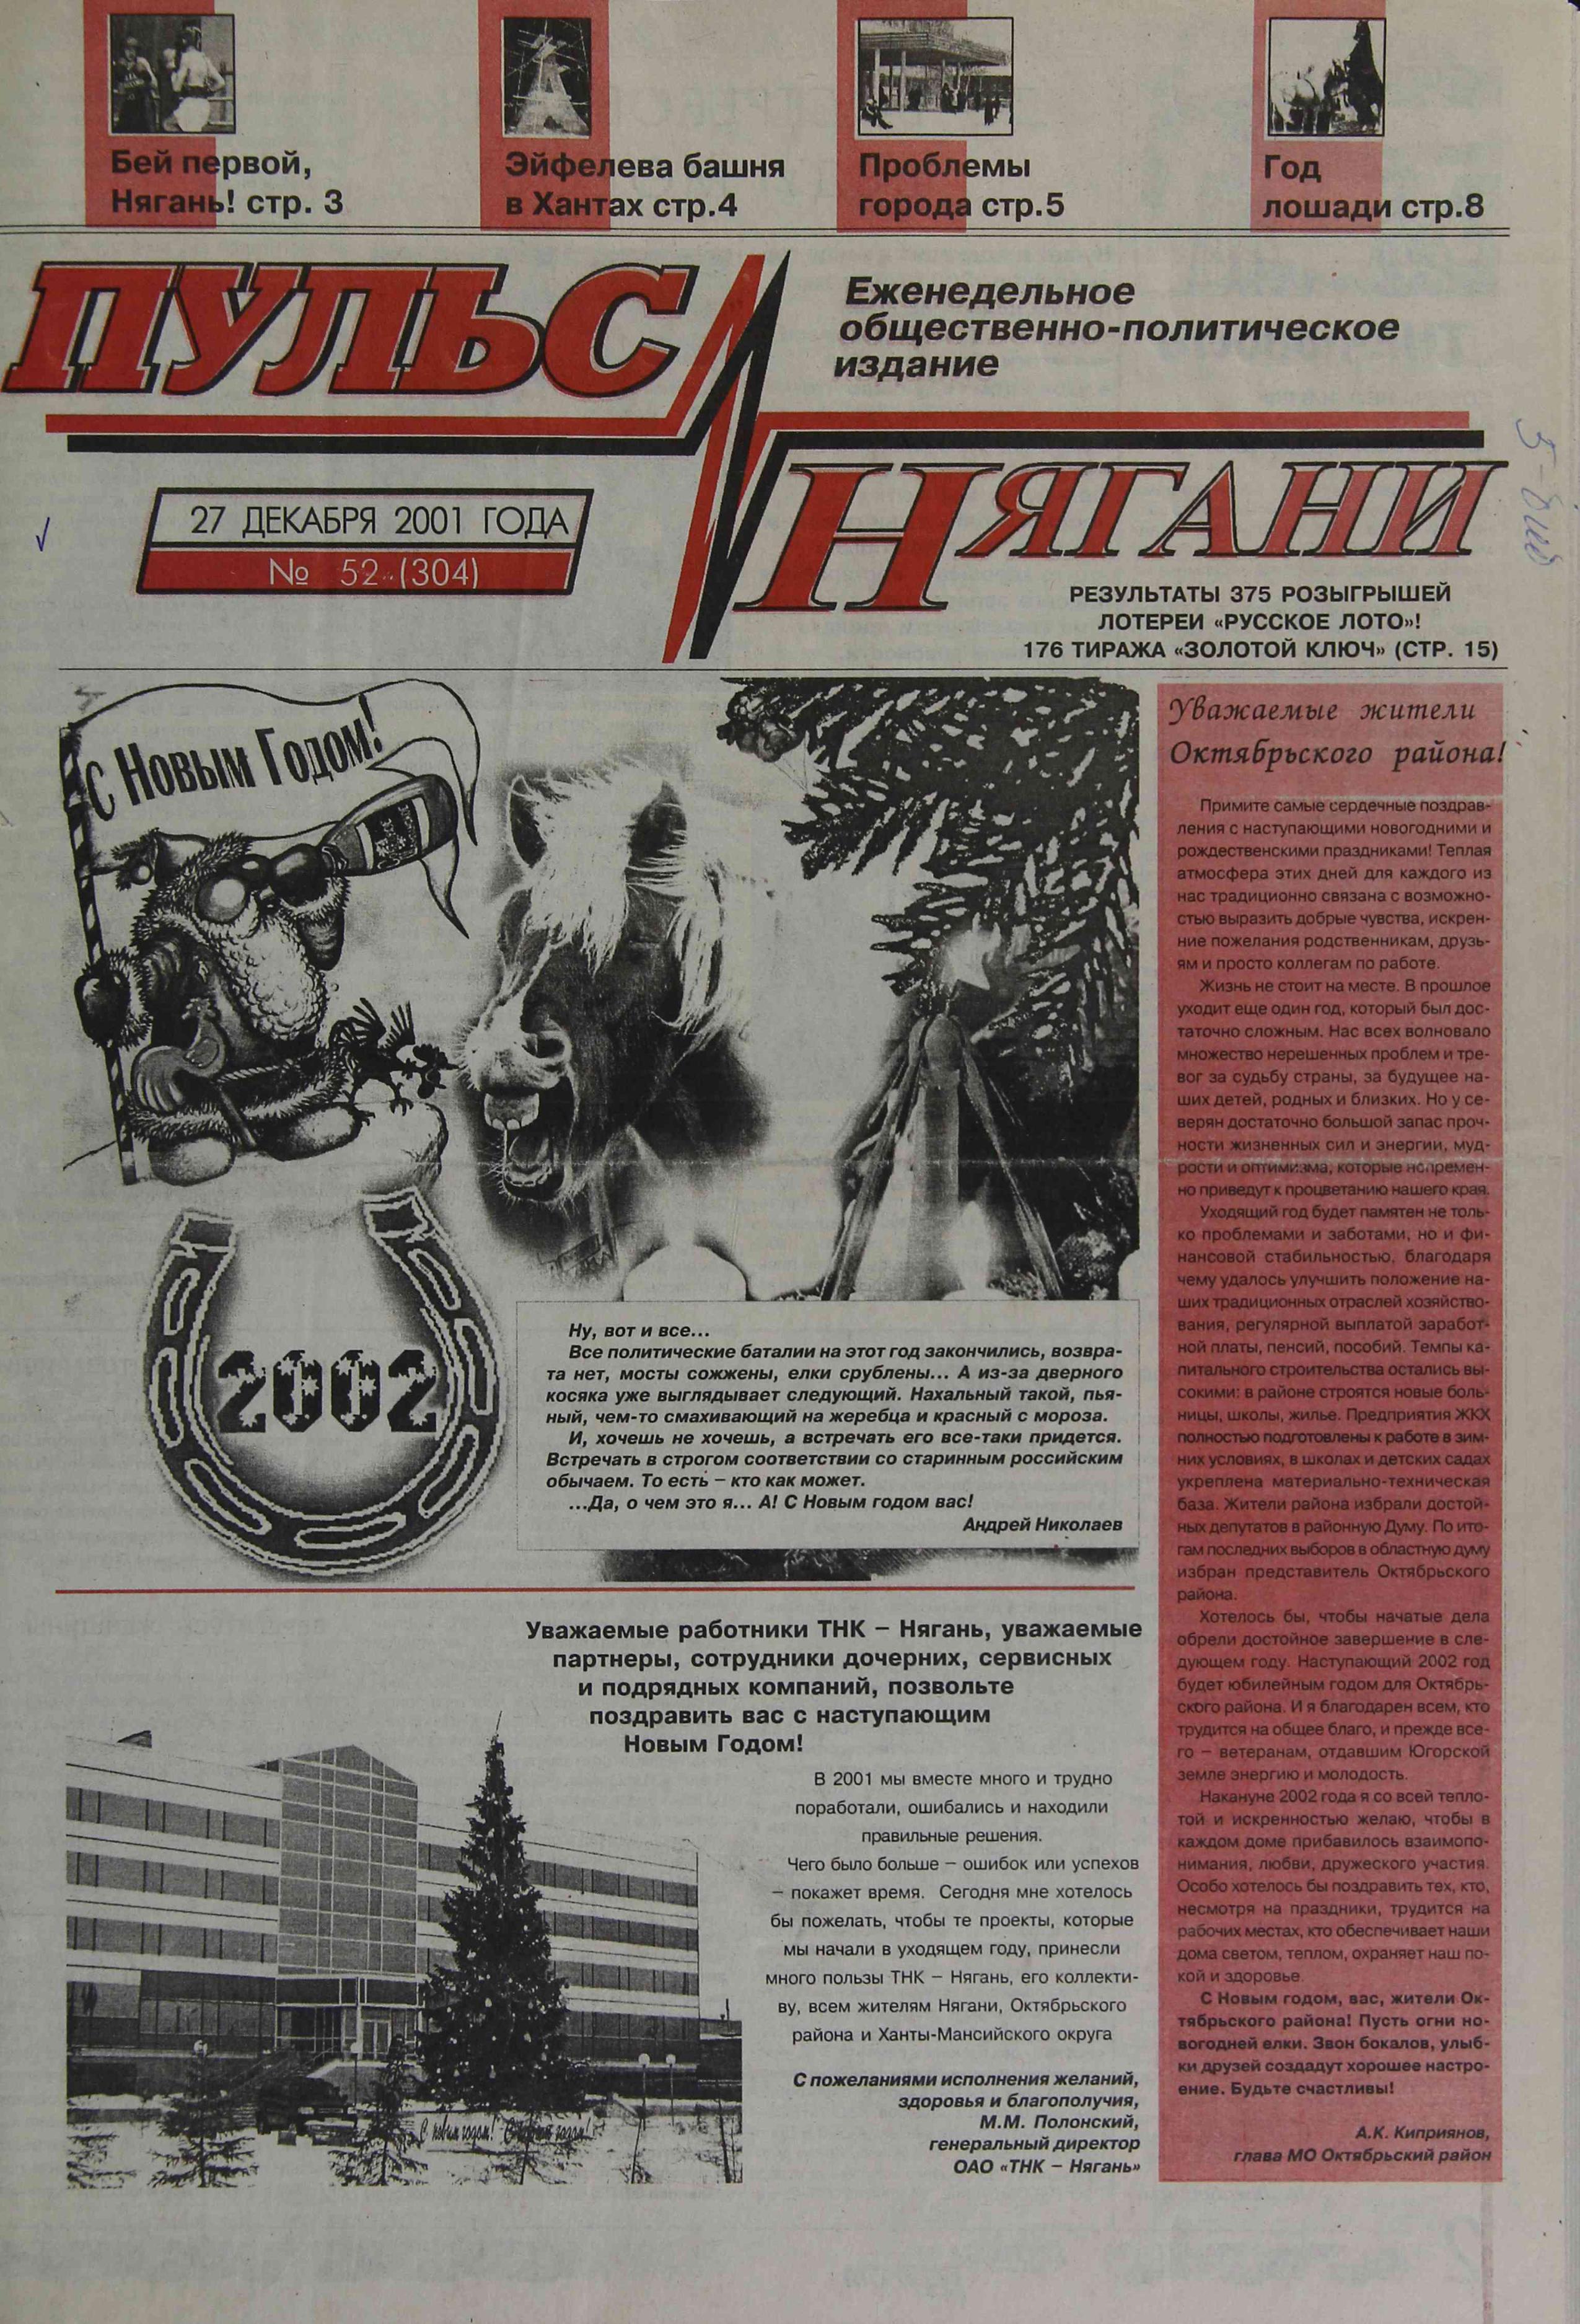 Бей первой,
Нягань! стр. 3
Эйфелева башня
в Хантах стр.4
Проблемы
города стр.5
Год
лошади стр.8
ПУЛЬС
НЯГАНИ
Еженедельное
общественно-политическое
издание
27 ДЕКАБРЯ 2001 ГОДА
№ 52 (304)
РЕЗУЛЬТАТЫ 375 РОЗЫГРЫШЕЙ
ЛОТЕРЕИ «РУССКОЕ ЛОТО»!
176 ТИРАЖА «ЗОЛОТОЙ КЛЮЧ» (СТР. 15)
С Новым Годом!
2002
Ну, вот и все...
Все политические баталии на этот год закончились, возвра-
та нет, мосты сожжены, елки срублены... А из-за дверного
косяка уже выглядывает следующий. Нахальный такой, пья-
ный, чем-то смахивающий на жеребца и красный с мороза.
И, хочешь не хочешь, а встречать его все-таки придется.
Встречать в строгом соответствии со старинным российским
обычаем. То есть – кто как может.
...Да, о чем это я... А! С Новым годом вас!
Андрей Николаев
Уважаемые работники ТНК – Нягань, уважаемые
партнеры, сотрудники дочерних, сервисных
и подрядных компаний, позвольте
поздравить вас с наступающим
Новым Годом!
В 2001 мы вместе много и трудно
поработали, ошибались и находили
правильные решения.
Чего было больше – ошибок или успехов
– покажет время. Сегодня мне хотелось
бы пожелать, чтобы те проекты, которые
мы начали в уходящем году, принесли
много пользы ТНК – Нягань, его коллекти-
ву, всем жителям Нягани, Октябрьского
района и Ханты-Мансийского округа
С пожеланиями исполнения желаний,
здоровья и благополучия,
М.М. Полонский,
генеральный директор
ОАО «ТНК – Нягань»
С новым годом! С новым годом!
Уважаемые жители
Октябрьского района!
Примите самые сердечные поздрав-
ления с наступающими новогодними и
рождественскими праздниками! Теплая
атмосфера этих дней для каждого из
нас традиционно связана с возможно-
стью выразить добрые чувства, искрен-
ние пожелания родственникам, друзь-
ям и просто коллегам по работе.
Жизнь не стоит на месте. В прошлое
уходит еще один год, который был дос-
таточно сложным. Нас всех волновало
множество нерешенных проблем и тре-
вог за судьбу страны, за будущее на-
ших детей, родных и близких. Но у се-
верян достаточно большой запас проч-
ности жизненных сил и энергии, муд-
рости и оптимизма, которые непремен-
но приведут к процветанию нашего края.
Уходящий год будет памятен не толь-
ко проблемами и заботами, но и фи-
нансовой стабильностью, благодаря
чему удалось улучшить положение на-
ших традиционных отраслей хозяйство-
вания, регулярной выплатой заработ-
ной платы, пенсий, пособий. Темпы ка-
питального строительства остались вы-
сокими: в районе строятся новые боль-
ницы, школы, жилье. Предприятия ЖКХ
полностью подготовлены к работе в зим-
них условиях, в школах и детских садах
укреплена материально-техническая
база. Жители района избрали достой-
ных депутатов в районную Думу. По ито-
гам последних выборов в областную думу
избран представитель Октябрьского
района.
Хотелось бы, чтобы начатые дела
обрели достойное завершение в сле-
дующем году. Наступающий 2002 год
будет юбилейным годом для Октябрь-
ского района. И я благодарен всем, кто
трудится на общее благо, и прежде все-
го – ветеранам, отдавшим Югорской
земле энергию и молодость.
Накануне 2002 года я со всей тепло-
той и искренностью желаю, чтобы в
каждом доме прибавилось взаимопо-
нимания, любви, дружеского участия.
Особо хотелось бы поздравить тех, кто,
несмотря на праздники, трудится на
рабочих местах, кто обеспечивает наши
дома светом, теплом, охраняет наш по-
кой и здоровье.
С Новым годом, вас, жители Ок-
тябрьского района! Пусть огни но-
вогодней елки. Звон бокалов, улыб-
ки друзей создадут хорошее настро-
ение. Будьте счастливы!
А.К. Киприянов,
глава МО Октябрьский район